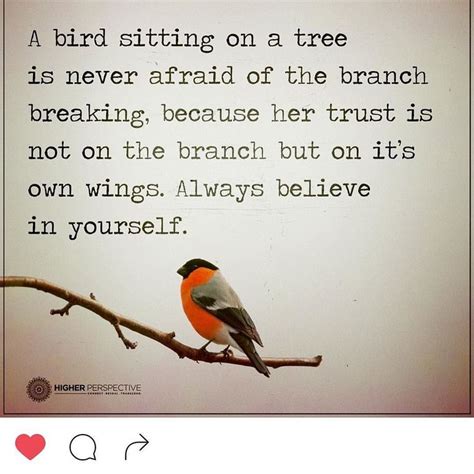 A bird sitting on a tree
is never afraid of the branch
breaking, because her trust is
not on the branch but on it's
own wings. Always believe
in yourself.
HIGHER PERSPECTIVE